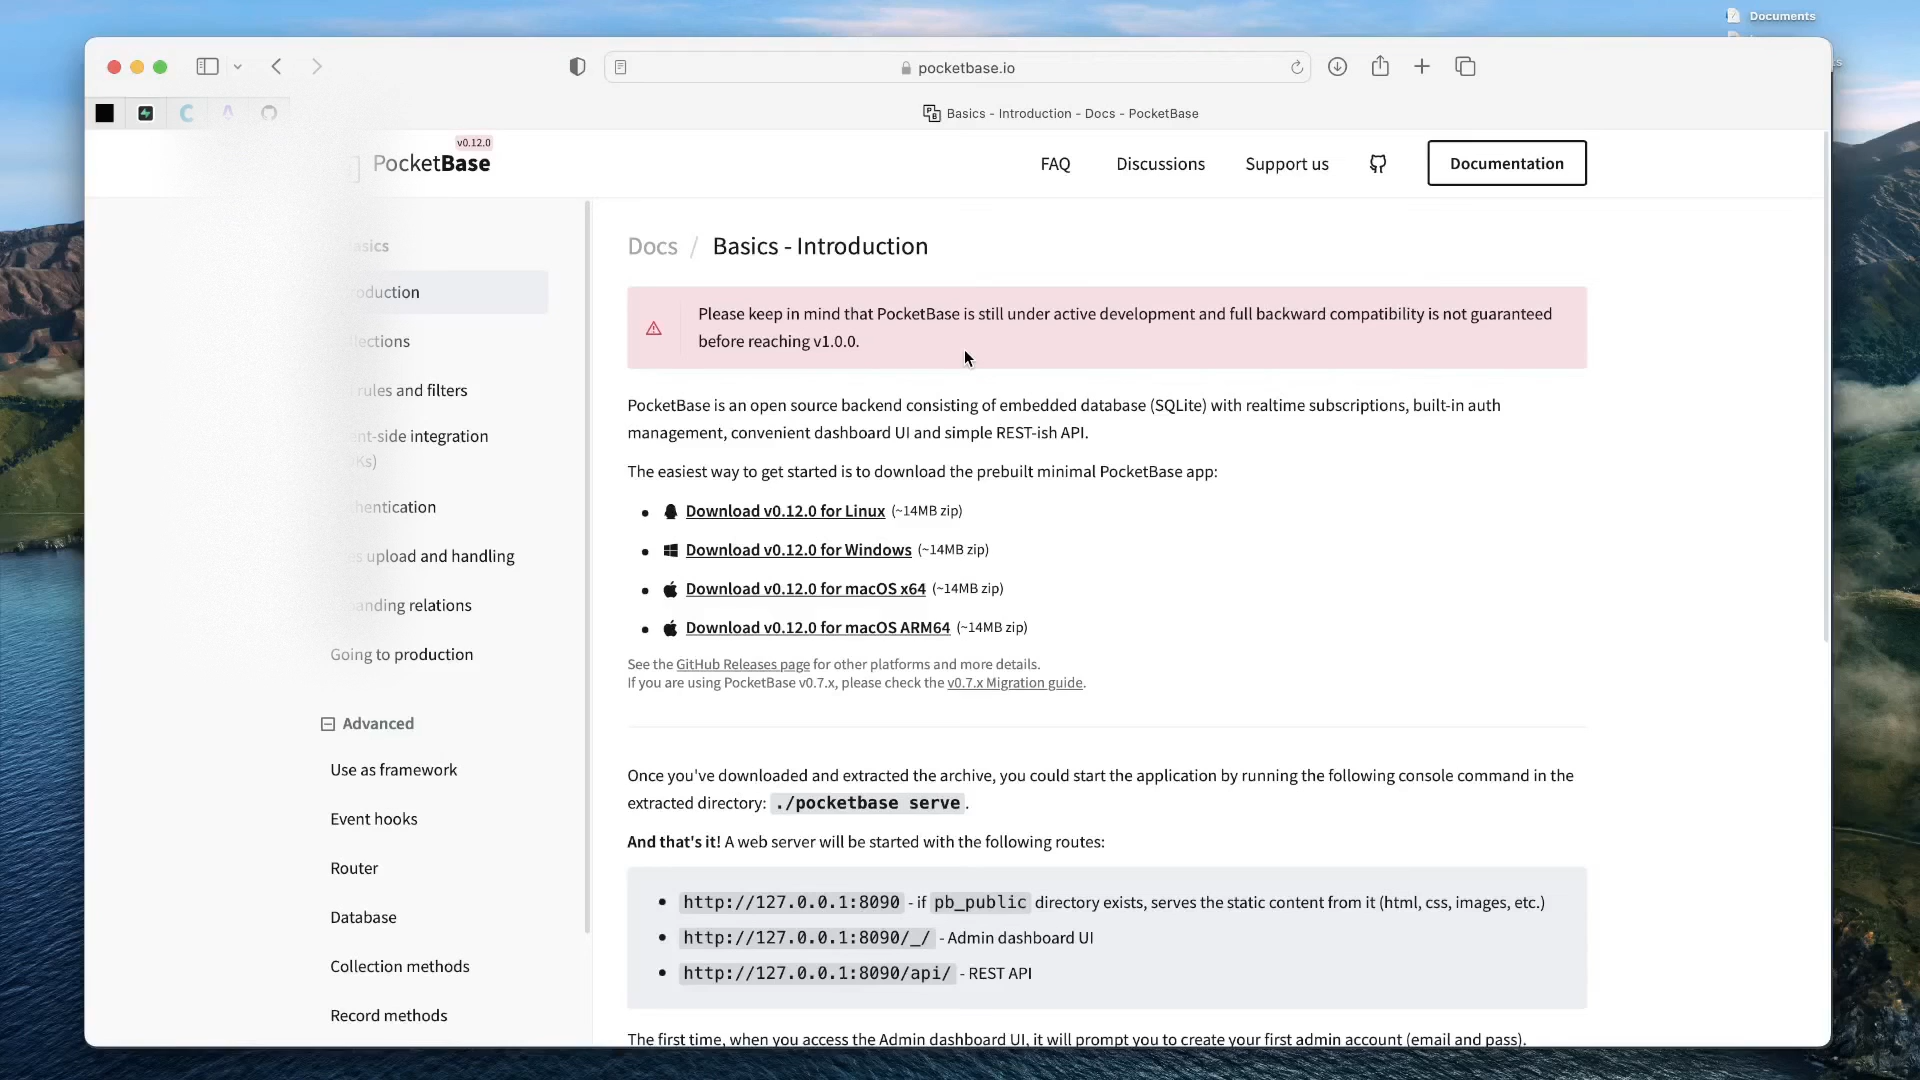 Documents
pocketbase.io
Basics - Introduction - Docs - PocketBase
v0.12.0
PocketBase
FAQ
Discussions
Support us
Documentation
rules and filters
integration
upload and handling
relations
Going to production
Advanced
Use as framework
Event hooks
Router
Database
Collection methods
Record methods
Docs / Basics - Introduction
Please keep in mind that PocketBase is still under active development and full backward compatibility is not guaranteed
before reaching v1.0.0.
PocketBase is an open source backend consisting of embedded database (SQLite) with realtime subscriptions, built-in auth
management, convenient dashboard UI and simple REST-ish API.
The easiest way to get started is to download the prebuilt minimal PocketBase app:
Download v0.12.0 for Linux (~14MB zip)
Download v0.12.0 for Windows (~14MB zip)
Download v0.12.0 for macOS x64 (~14MB zip)
Download v0.12.0 for macOS ARM64 (~14MB zip)
See the GitHub Releases page for other platforms and more details.
If you are using PocketBase v0.7.x, please check the v0.7.x Migration guide.
Once you've downloaded and extracted the archive, you could start the application by running the following console command in the
extracted directory: ./pocketbase serve.
And that's it! A web server will be started with the following routes:
http://127.0.0.1:8090 - if pb_public directory exists, serves the static content from it (html, css, images, etc.)
http://127.0.0.1:8090/_/ - Admin dashboard UI
http://127.0.0.1:8090/api/ - REST API
The first time, when you access the Admin dashboard UI, it will prompt you to create your first admin account (email and pass).